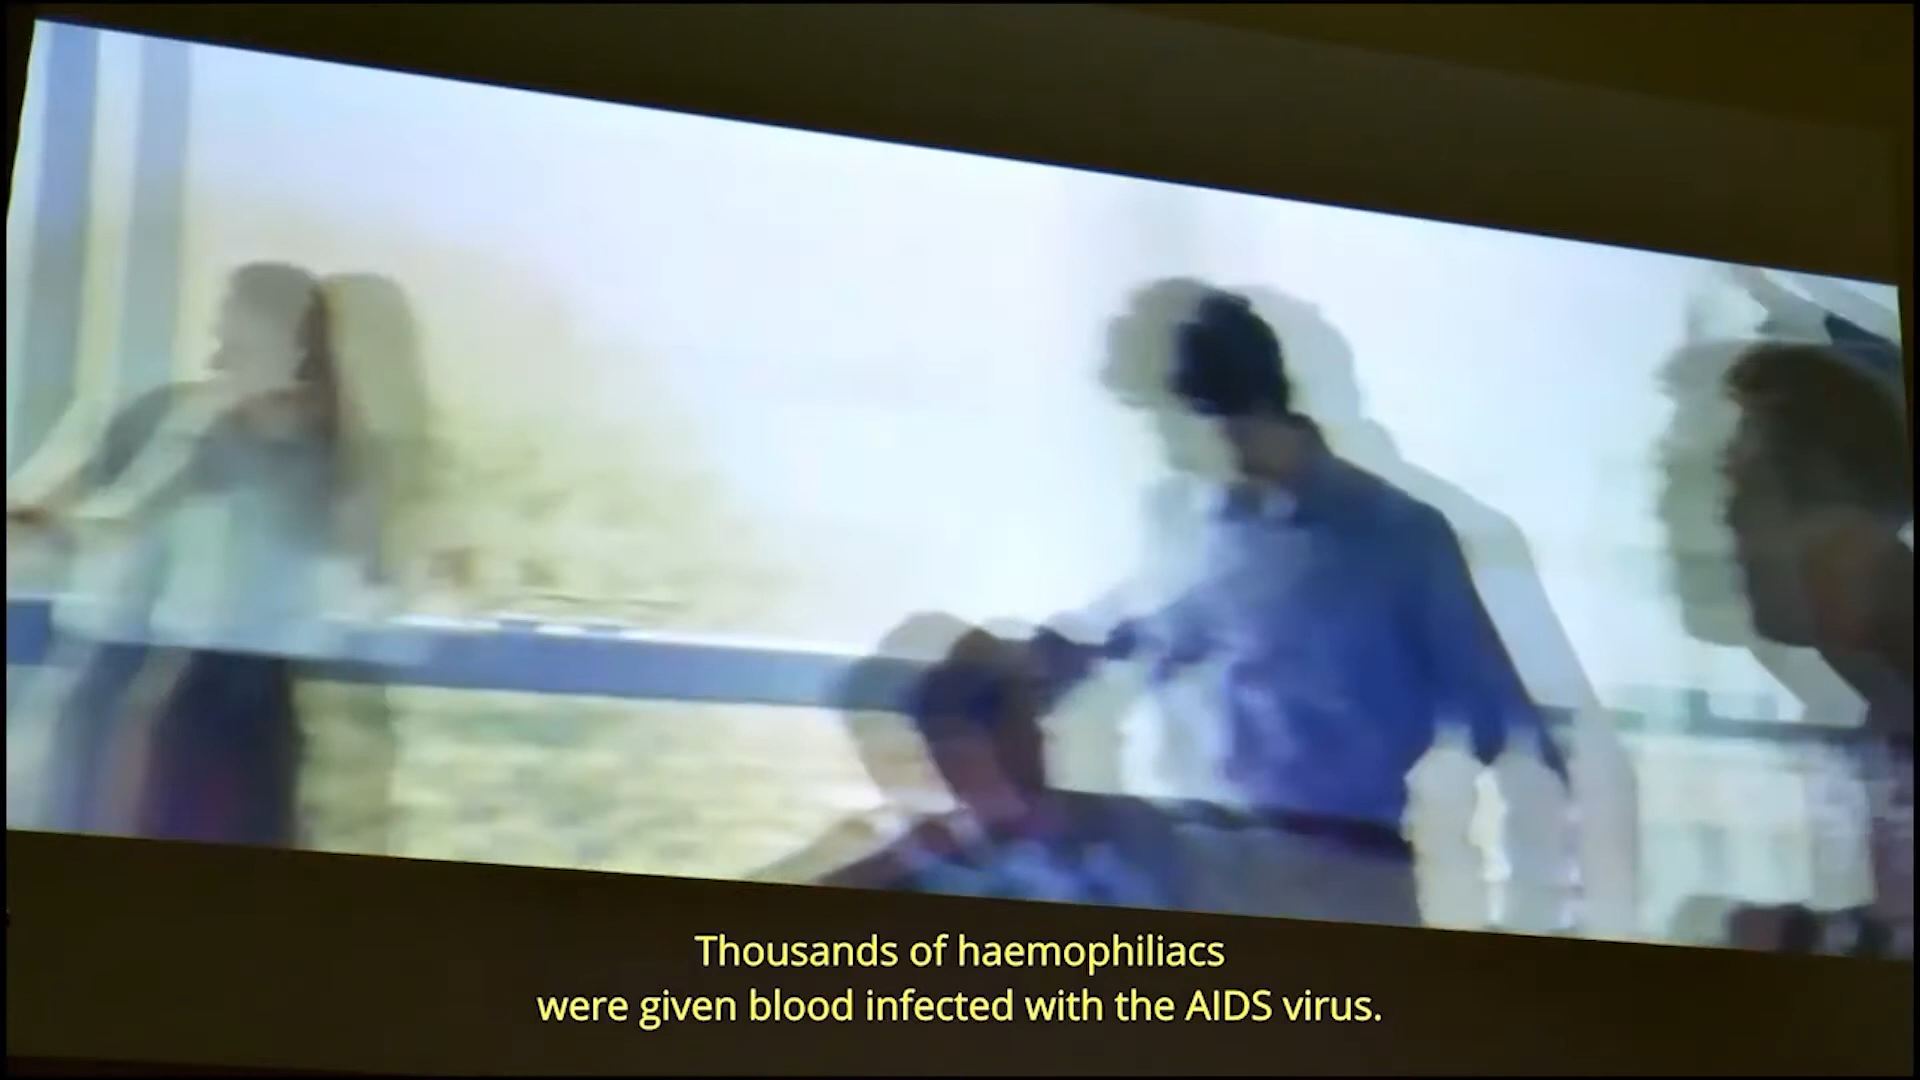 Thousands of haemophiliacs
were given blood infected with the AIDS virus.